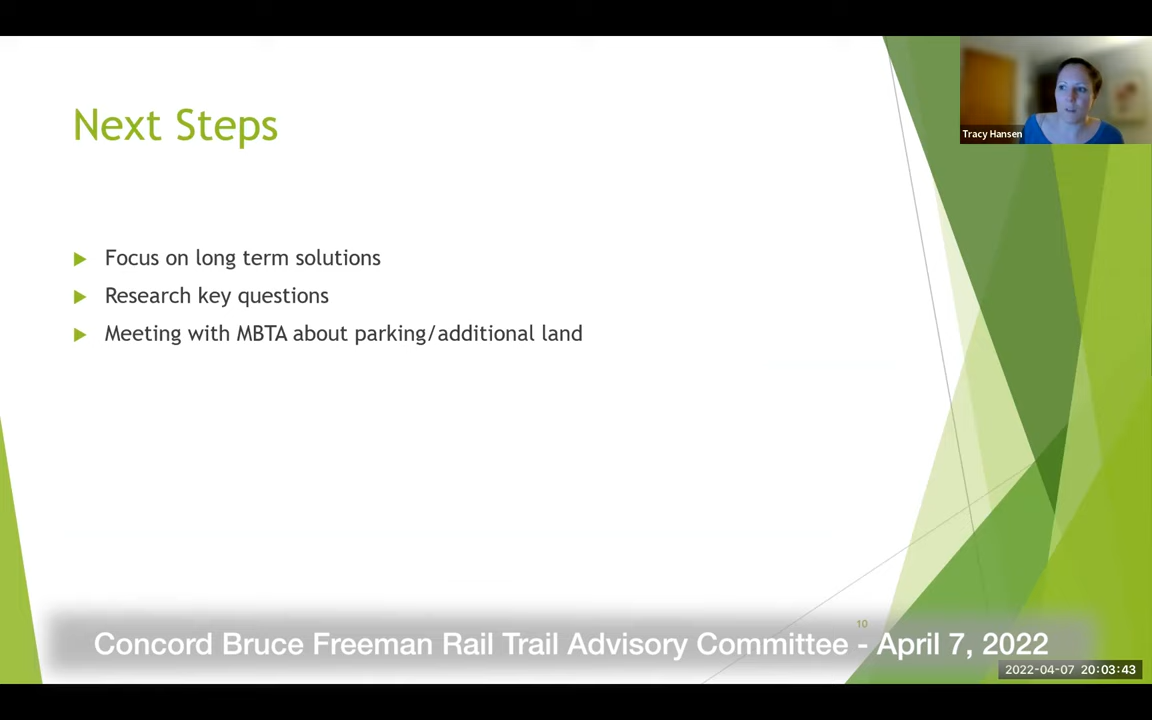 Next Steps
Tracy Hansen
Focus on long term solutions
Research key questions
Meeting with MBTA about parking/additional land
10
Concord Bruce Freeman Rail Trail Advisory Committee - April 7, 2022
2022-04-07 20:03:43